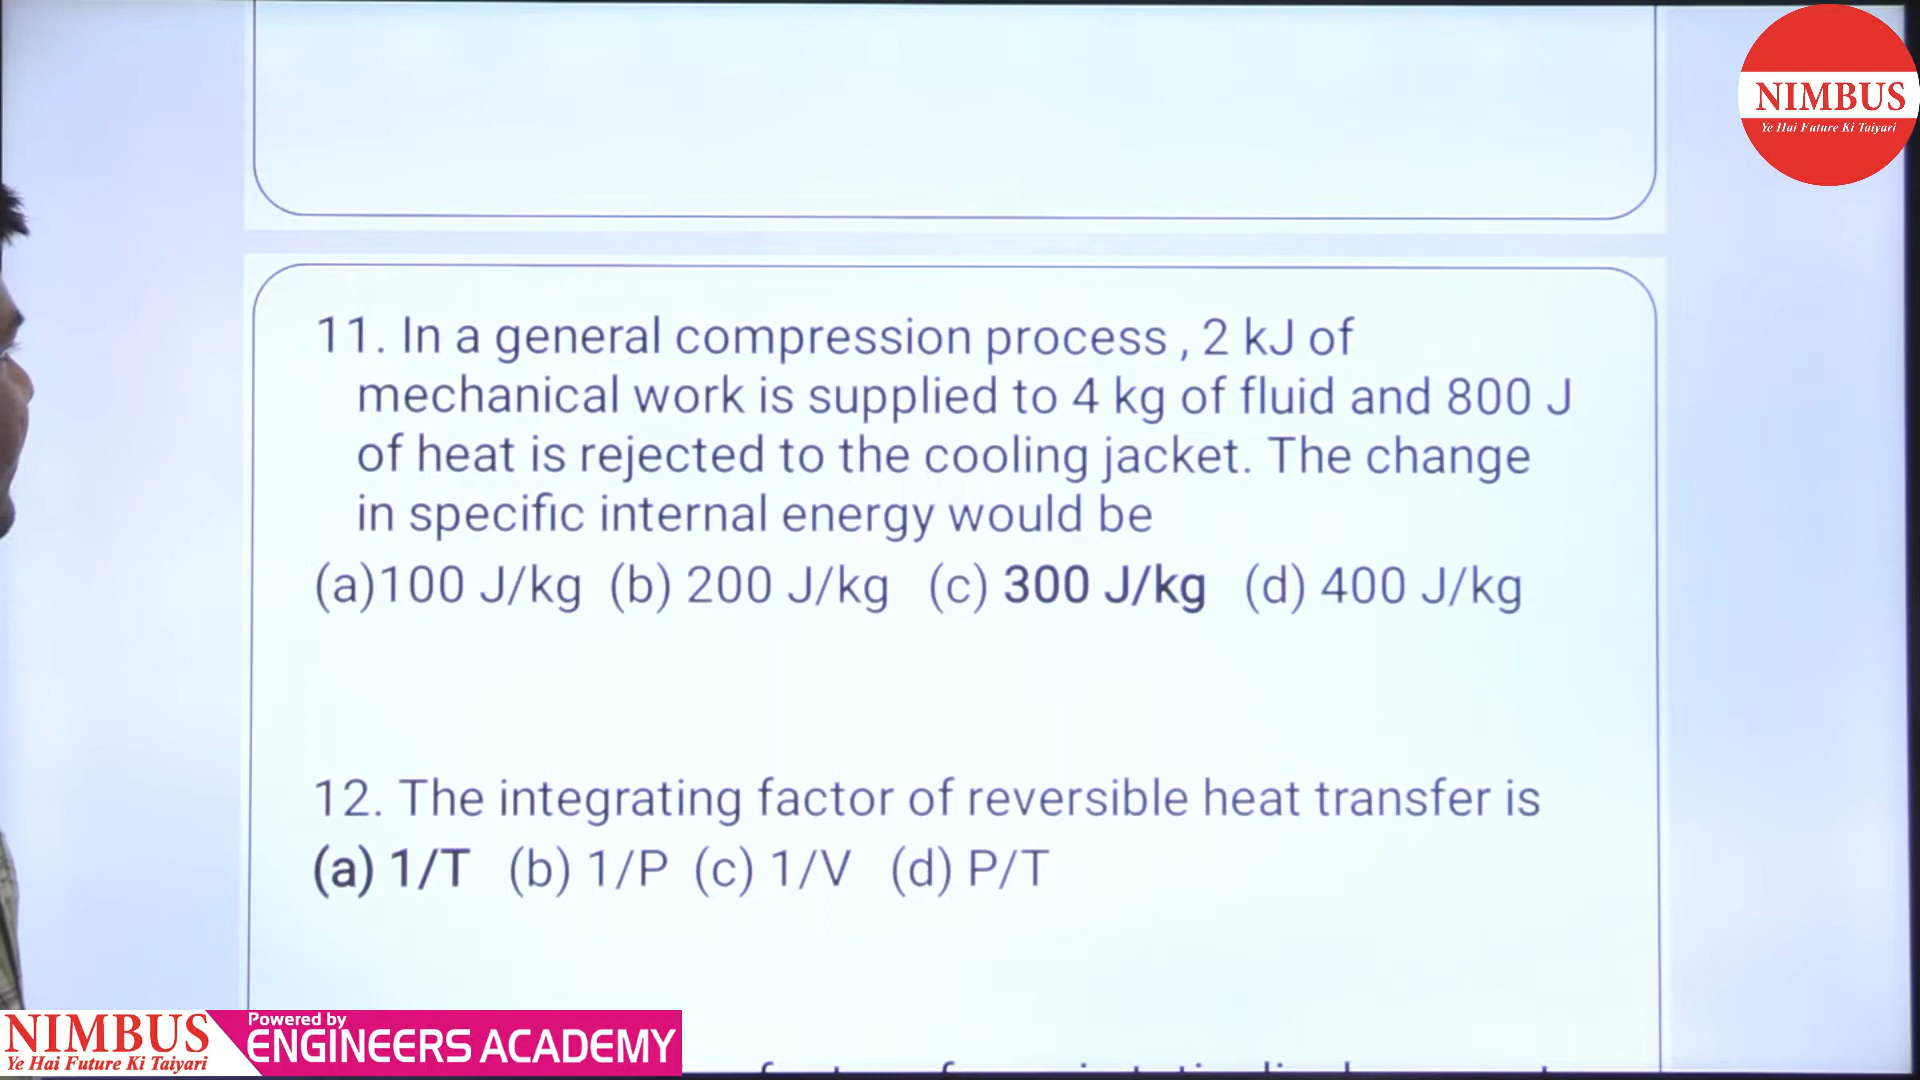 NIMBUS
Ye Hai Future Ki Taiyari
11. In a general compression process , 2 kJ of
mechanical work is supplied to 4 kg of fluid and 800 J
of heat is rejected to the cooling jacket. The change
in specific internal energy would be
(a)100 J/kg (b) 200 J/kg (c) 300 J/kg (d) 400 J/kg
12. The integrating factor of reversible heat transfer is
(a) 1/T (b) 1/P (c) 1/V (d) P/T
NIMBUS
Ye Hai Future Ki Taiyari
Powered by
ENGINEERS ACADEMY